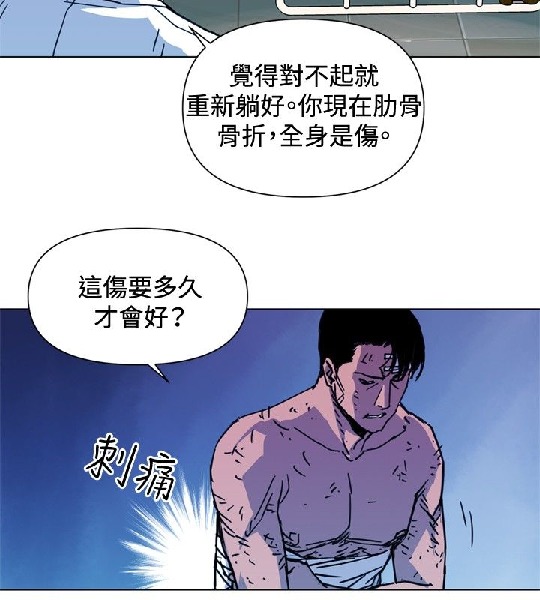 覺得對不起就
重新躺好。你現在肋骨
骨折，全身是傷。
這傷要多久
才會好？
刺痛